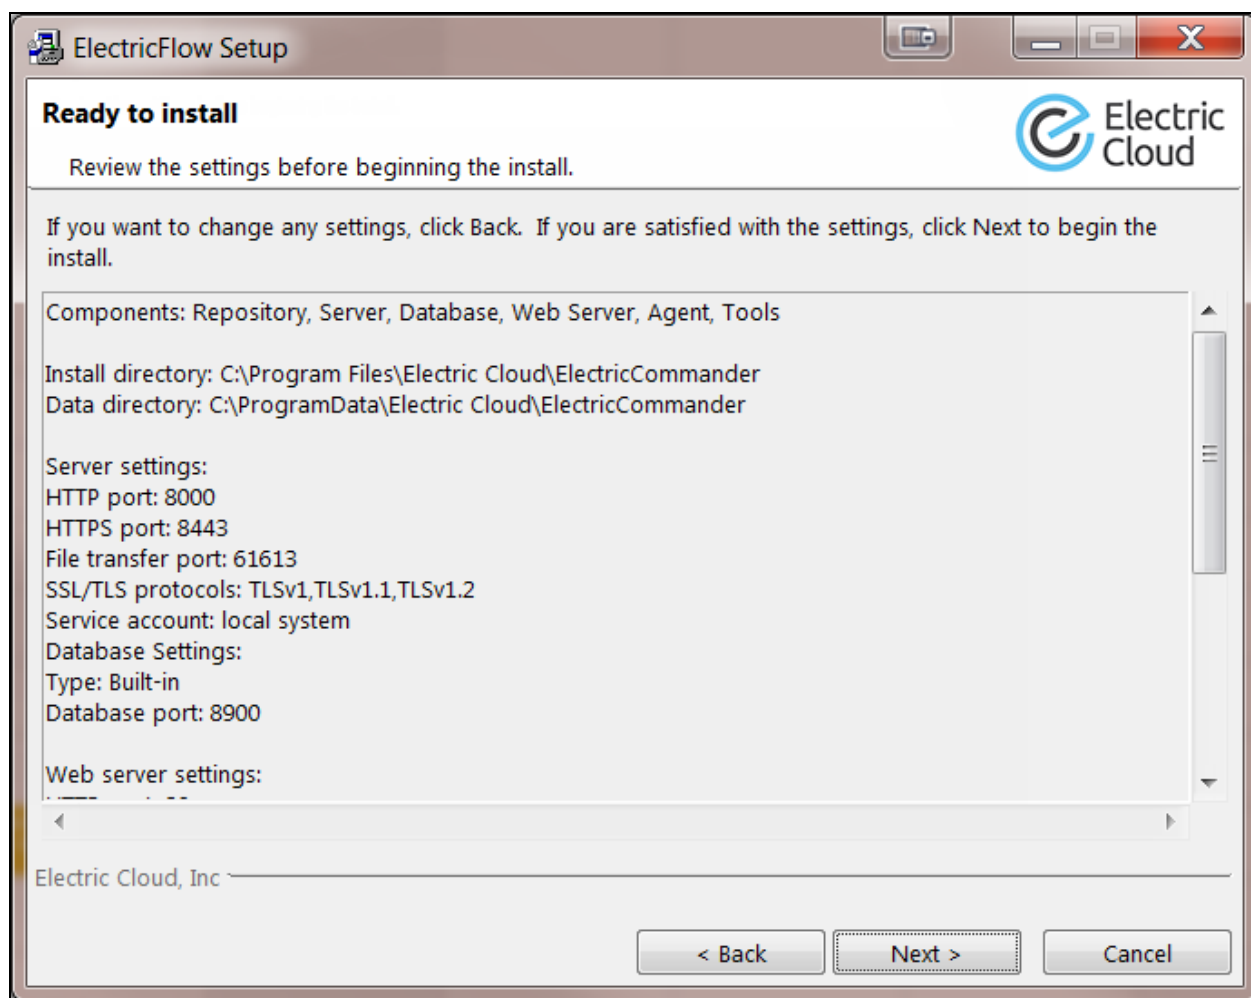 ElectricFlow Setup
Ready to install
Review the settings before beginning the install.
Electric
Cloud
If you want to change any settings, click Back.  If you are satisfied with the settings, click Next to begin the
install.
Components: Repository, Server, Database, Web Server, Agent, Tools
Install directory: C:\Program Files\Electric Cloud\ElectricCommander
Data directory: C:\ProgramData\Electric Cloud\ElectricCommander
Server settings:
HTTP port: 8000
HTTPS port: 8443
File transfer port: 61613
SSL/TLS protocols: TLSv1,TLSv1.1,TLSv1.2
Service account: local system
Database Settings:
Type: Built-in
Database port: 8900
Web server settings:
Electric Cloud, Inc
< Back
Next >
Cancel